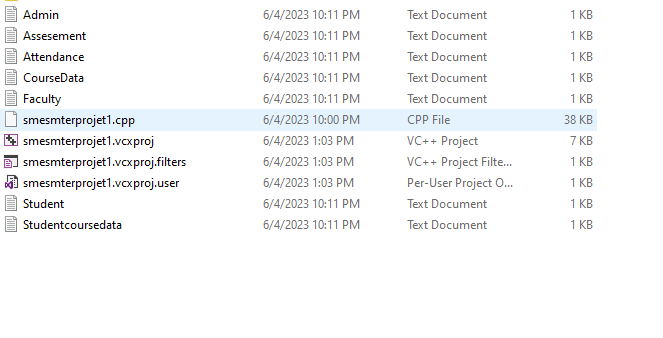 Admin 6/4/2023 10:11 PM Text Document 1 KB
Assesement 6/4/2023 10:11 PM Text Document 1 KB
Attendance 6/4/2023 10:11 PM Text Document 1 KB
CourseData 6/4/2023 10:11 PM Text Document 1 KB
Faculty 6/4/2023 10:11 PM Text Document 1 KB
smesmterprojet1.cpp 6/4/2023 10:00 PM CPP File 38 KB
smesmterprojet1.vcxproj 6/4/2023 1:03 PM VC++ Project 7 KB
smesmterprojet1.vcxproj.filters 6/4/2023 1:03 PM VC++ Project Filte... 1 KB
smesmterprojet1.vcxproj.user 6/4/2023 1:03 PM Per-User Project O... 1 KB
Student 6/4/2023 10:11 PM Text Document 1 KB
Studentcoursedata 6/4/2023 10:11 PM Text Document 1 KB